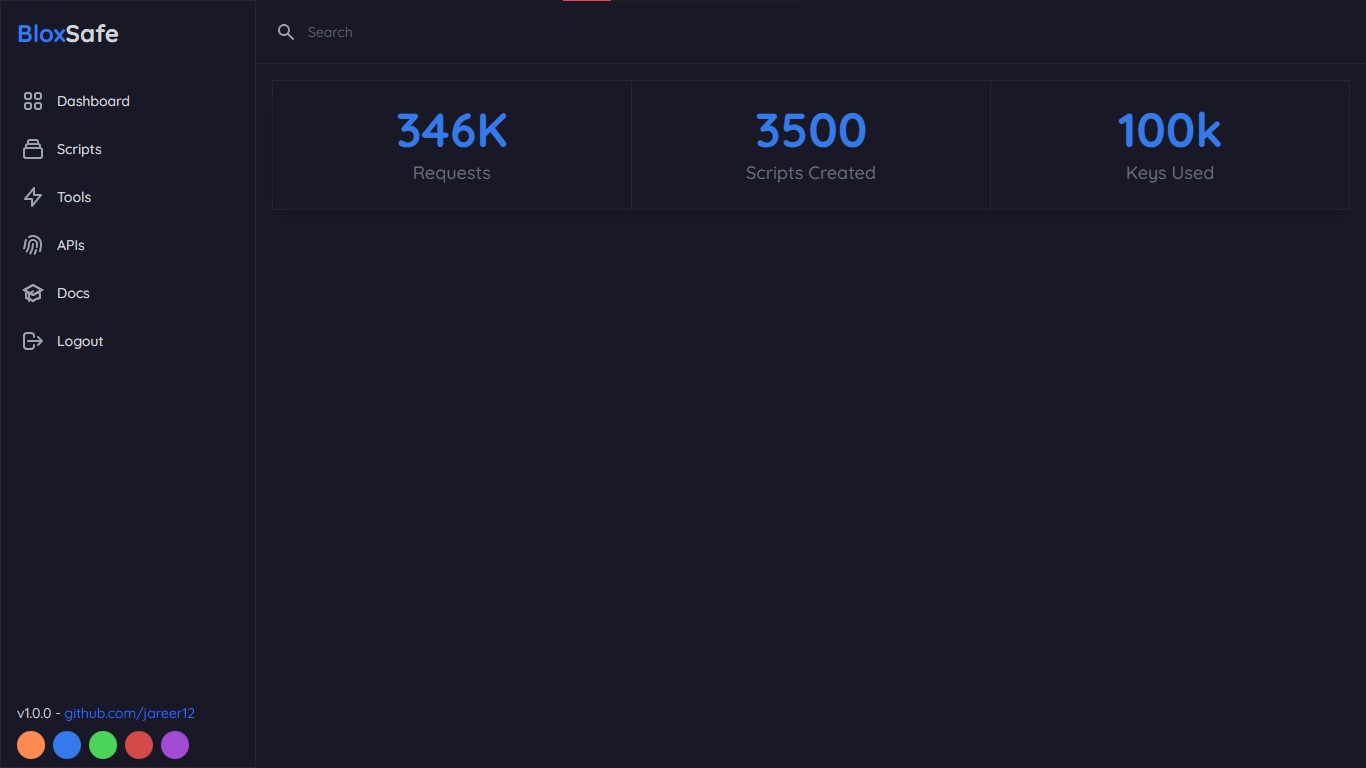 BloxSafe
Search
Dashboard
Scripts
Tools
APIs
Docs
Logout
346K
Requests
3500
Scripts Created
100k
Keys Used
v1.0.0 - github.com/jareer12